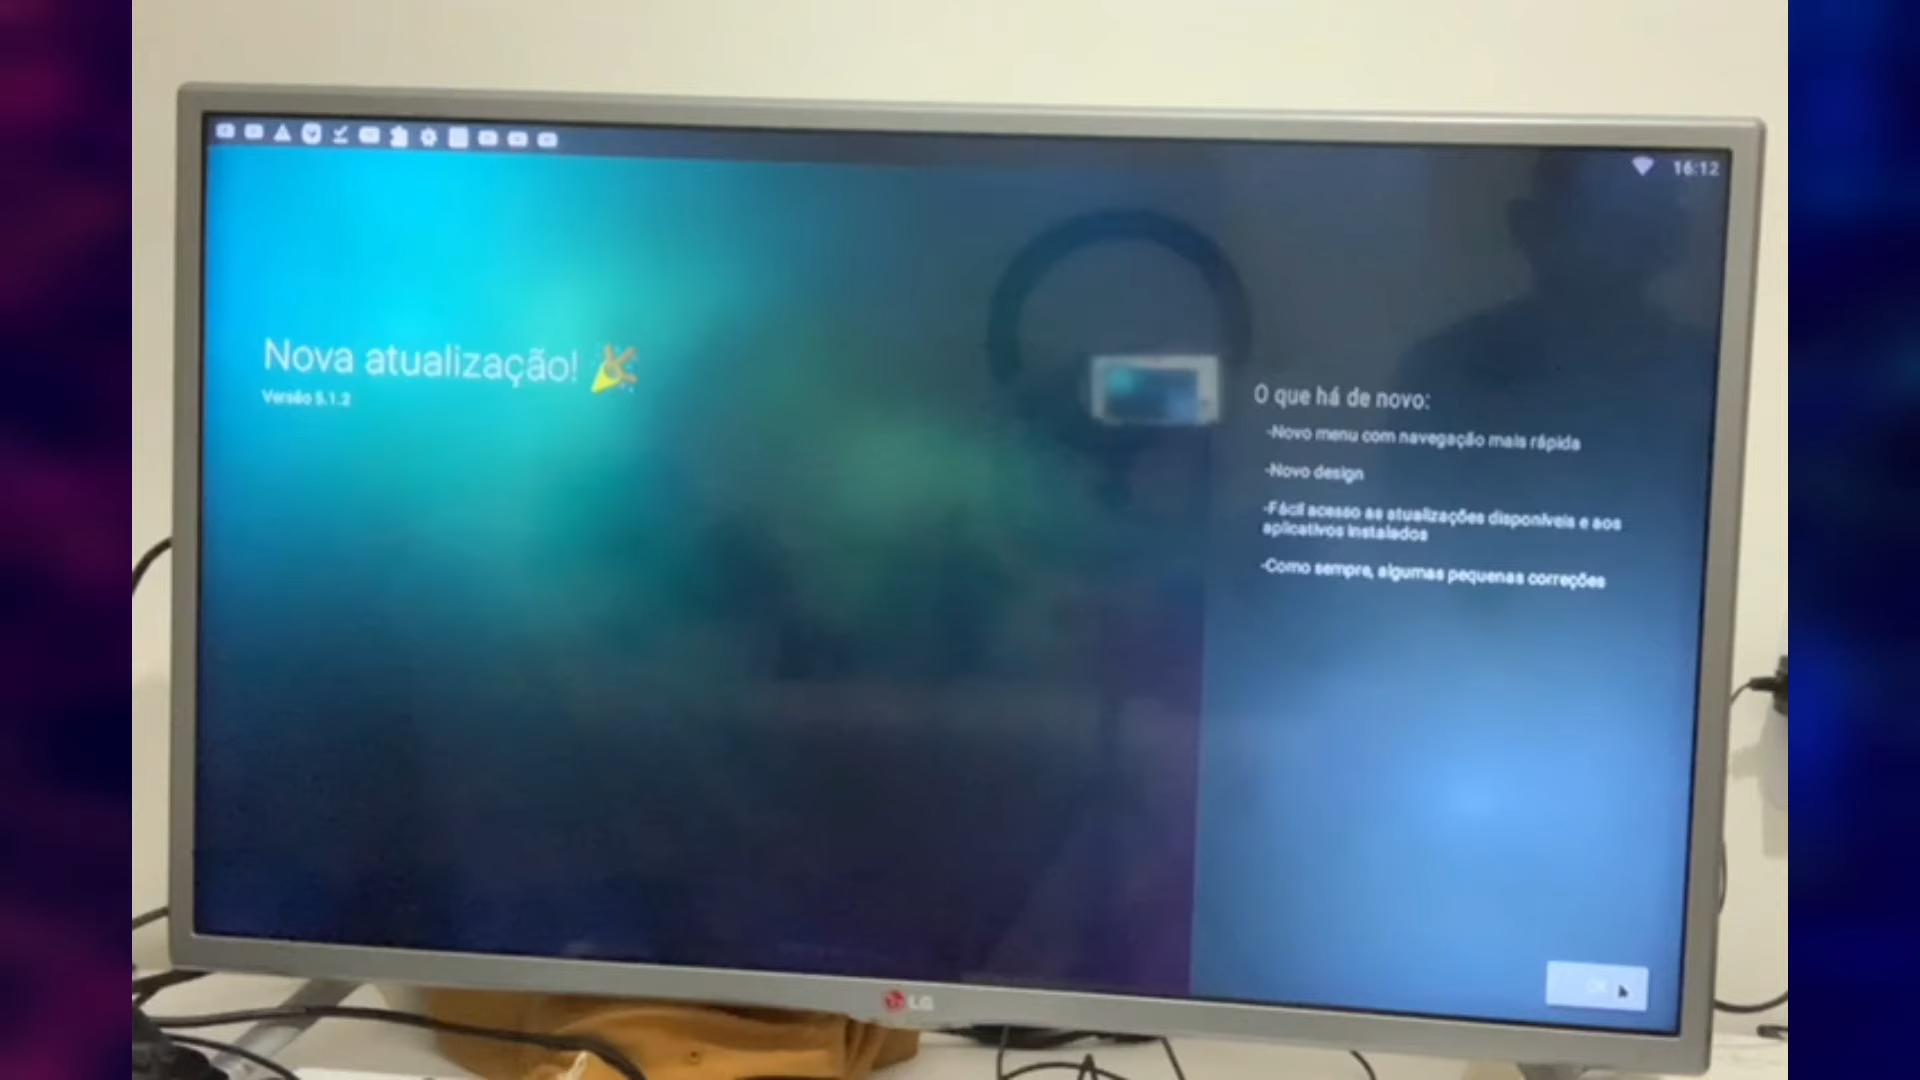 16:12
Nova atualização! 🎉
Versão 5.1.2
O que há de novo:
-Novo menu com navegação mais rápida
-Novo design
-Fácil acesso as atualizações disponíveis e aos
aplicativos instalados
-Como sempre, algumas pequenas correções
OK
LG